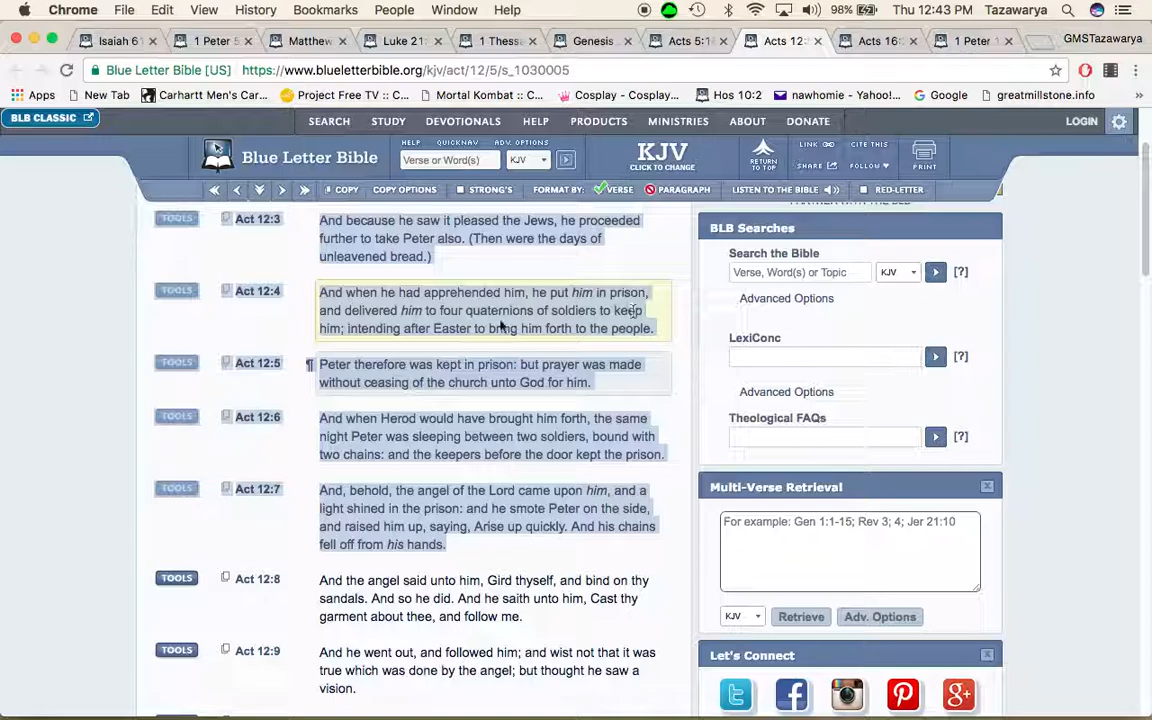 Chrome File Edit View History Bookmarks People Window Help 98% Thu 12:43 PM Tazawarya
Isaiah 6 1 Peter 5 Matthew Luke 21: 1 Thess Genesis Acts 5:1 Acts 12: Acts 16: 1 Peter 1 GMSTazawarya
Blue Letter Bible [US] https://www.blueletterbible.org/kjv/act/12/5/s_1030005
Apps New Tab Carhartt Men's Car... Project Free TV :: C... Mortal Kombat :: C... Cosplay - Cosplay... Hos 10:2 nawhomie - Yahoo!... Google greatmillstone.info »
BLB CLASSIC SEARCH STUDY DEVOTIONALS HELP PRODUCTS MINISTRIES ABOUT DONATE LOGIN
Blue Letter Bible HELP QUICKNAV ADV. OPTIONS
Verse or Word(s) KJV
KJV
CLICK TO CHANGE
RETURN TO TOP
LINK CITE THIS
SHARE FOLLOW
PRINT
COPY COPY OPTIONS STRONG'S FORMAT BY: VERSE PARAGRAPH LISTEN TO THE BIBLE RED-LETTER
TOOLS Act 12:3 And because he saw it pleased the Jews, he proceeded
further to take Peter also. (Then were the days of
unleavened bread.)
TOOLS Act 12:4 And when he had apprehended him, he put him in prison,
and delivered him to four quaternions of soldiers to keep
him; intending after Easter to bring him forth to the people.
TOOLS Act 12:5 ¶ Peter therefore was kept in prison: but prayer was made
without ceasing of the church unto God for him.
TOOLS Act 12:6 And when Herod would have brought him forth, the same
night Peter was sleeping between two soldiers, bound with
two chains: and the keepers before the door kept the prison.
TOOLS Act 12:7 And, behold, the angel of the Lord came upon him, and a
light shined in the prison: and he smote Peter on the side,
and raised him up, saying, Arise up quickly. And his chains
fell off from his hands.
TOOLS Act 12:8 And the angel said unto him, Gird thyself, and bind on thy
sandals. And so he did. And he saith unto him, Cast thy
garment about thee, and follow me.
TOOLS Act 12:9 And he went out, and followed him; and wist not that it was
true which was done by the angel; but thought he saw a
vision.
BLB Searches
Search the Bible
Verse, Word(s) or Topic KJV [?]
Advanced Options
LexiConc
[?]
Advanced Options
Theological FAQs
[?]
Multi-Verse Retrieval
For example: Gen 1:1-15; Rev 3; 4; Jer 21:10
KJV Retrieve Adv. Options
Let's Connect